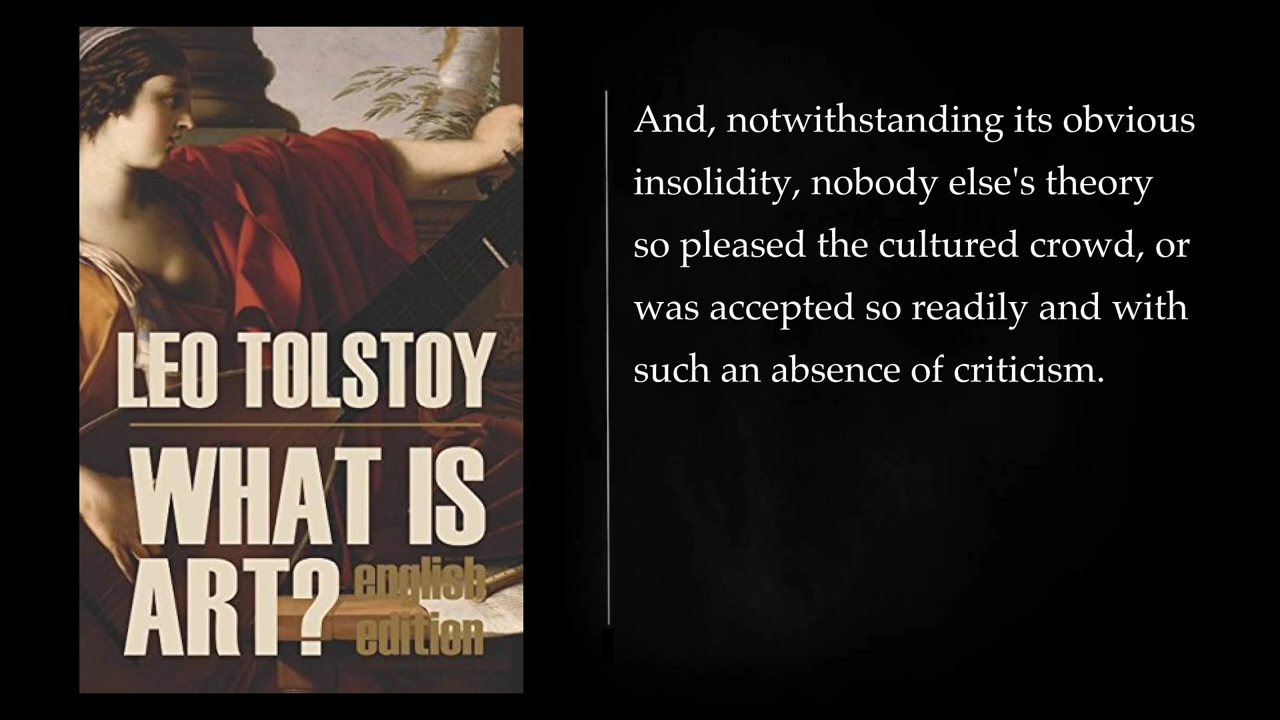 LEO TOLSTOY
WHAT IS
ART?
english
edition
And, notwithstanding its obvious
insolidity, nobody else's theory
so pleased the cultured crowd, or
was accepted so readily and with
such an absence of criticism.